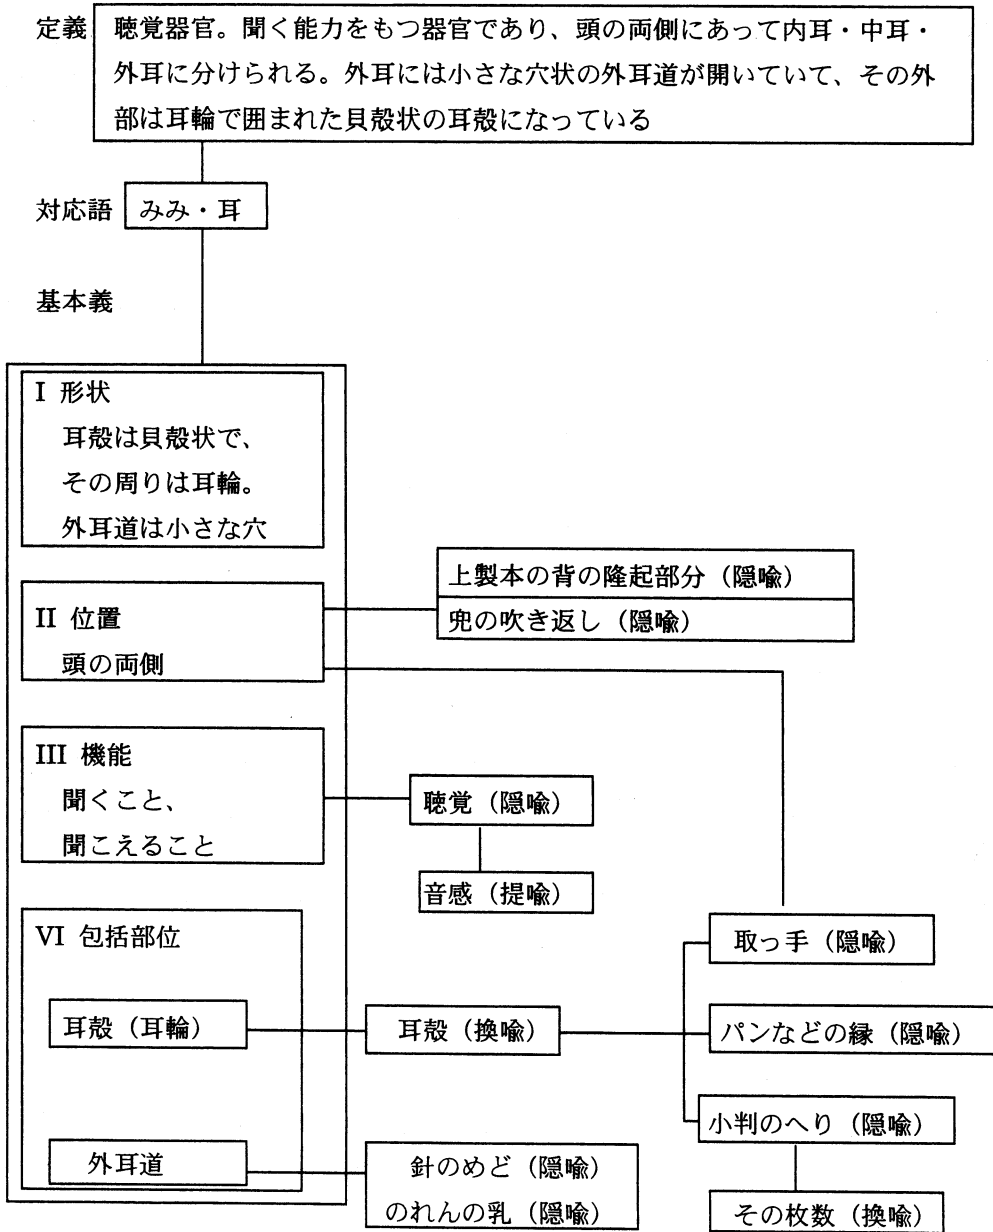 定義
聴覚器官。聞く能力をもつ器官であり、頭の両側にあって内耳・中耳・
外耳に分けられる。外耳には小さな穴状の外耳道が開いていて、その外
部は耳輪で囲まれた貝殻状の耳殻になっている
対応語
みみ・耳
基本義
I 形状
耳殻は貝殻状で、
その周りは耳輪。
外耳道は小さな穴
上製本の背の隆起部分（隠喩）
兜の吹き返し（隠喩）
II 位置
頭の両側
III 機能
聞くこと、
聞こえること
聴覚（隠喩）
音感（提喩）
VI 包括部位
取っ手（隠喩）
耳殻（耳輪）
耳殻（換喩）
パンなどの縁（隠喩）
小判のへり（隠喩）
外耳道
針のめど（隠喩）
のれんの乳（隠喩）
その枚数（換喩）